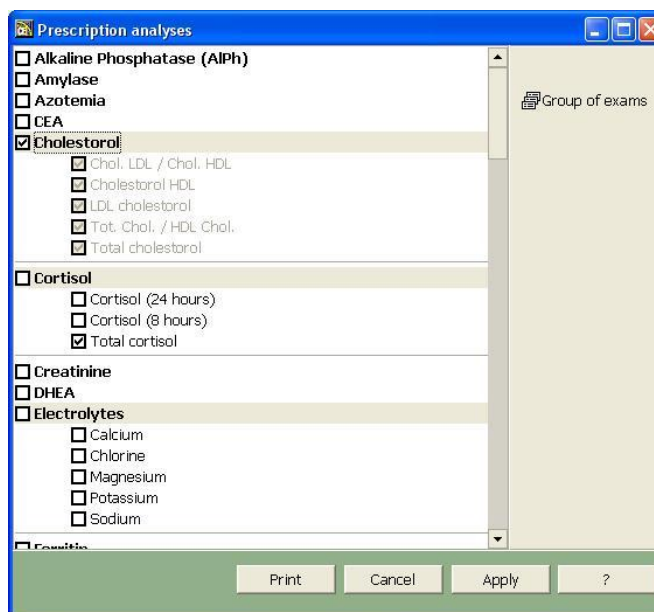 Prescription analyses
Alkaline Phosphatase (AlPh)
Amylase
Azotemia
CEA
Cholestorol
Chol. LDL / Chol. HDL
Cholestorol HDL
LDL cholestorol
Tot. Chol. / HDL Chol.
Total cholestorol
Cortisol
Cortisol (24 hours)
Cortisol (8 hours)
Total cortisol
Creatinine
DHEA
Electrolytes
Calcium
Chlorine
Magnesium
Potassium
Sodium
Ferritin
Group of exams
Print
Cancel
Apply
?